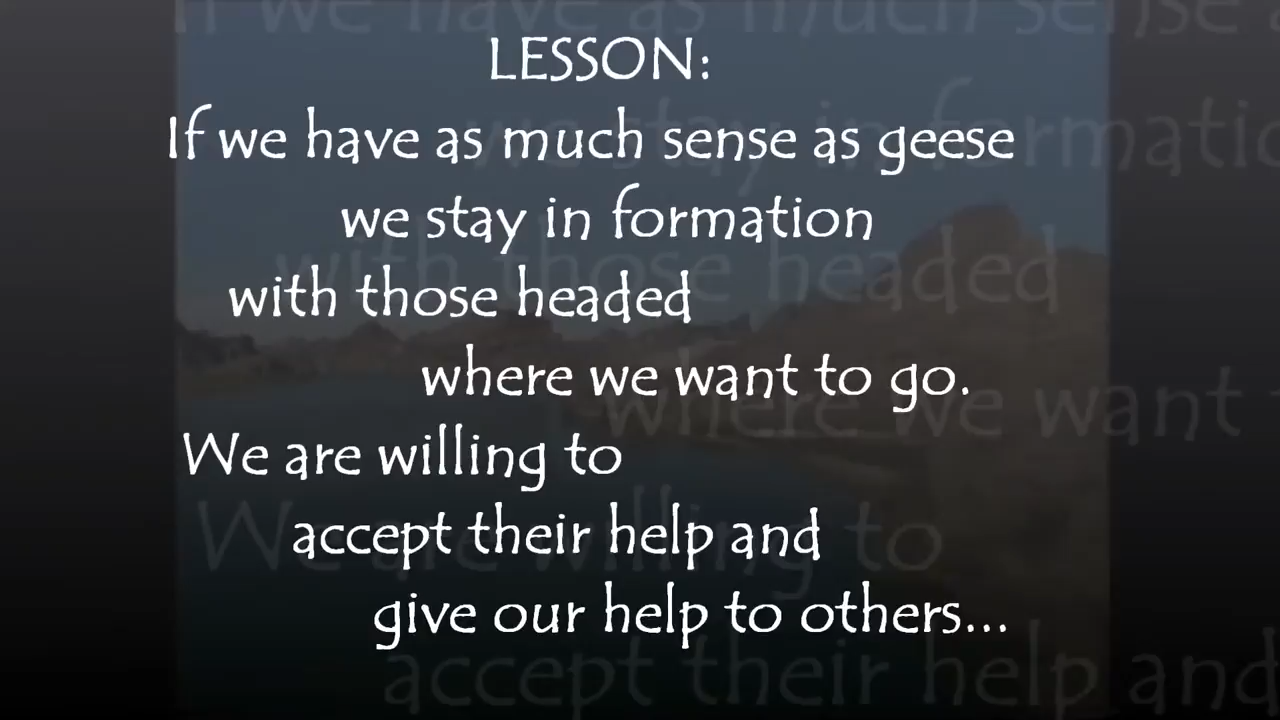 LESSON:
If we have as much sense as geese
we stay in formation
with those headed
where we want to go.
We are willing to
accept their help and
give our help to others...